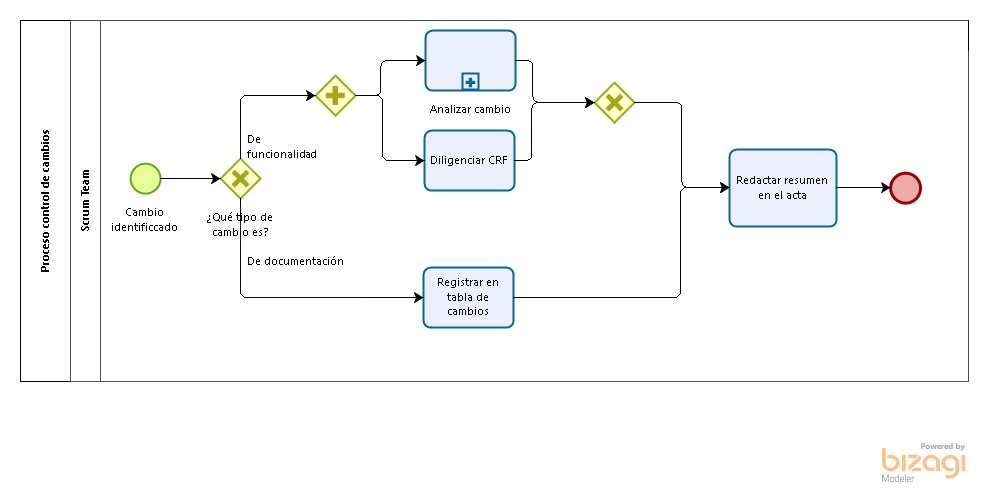 Proceso control de cambios
Scrum Team
Cambio
identificcado
¿Qué tipo de
cambio es?
De
funcionalidad
De documentación
Analizar cambio
Diligenciar CRF
Registrar en
tabla de
cambios
Redactar resumen
en el acta
Powered by
bizagi
Modeler